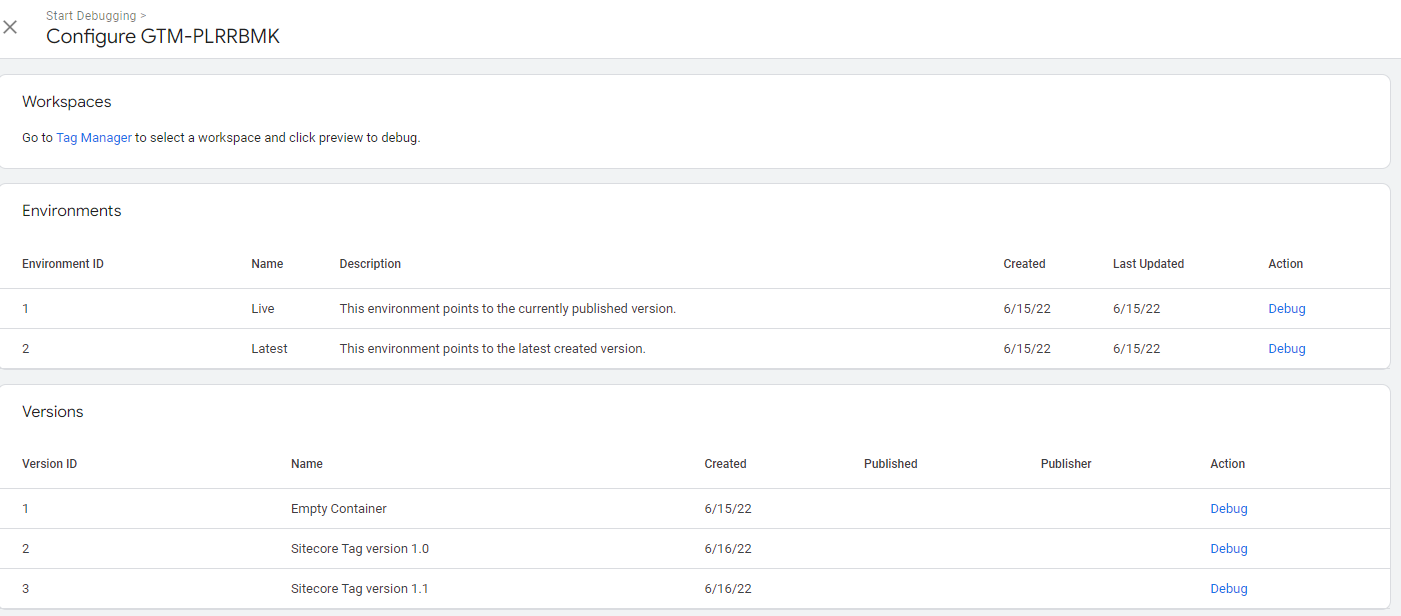 Start Debugging >
Configure GTM-PLRRBMK
Workspaces
Go to Tag Manager to select a workspace and click preview to debug.
Environments
Environment ID Name Description Created Last Updated Action
1 Live This environment points to the currently published version. 6/15/22 6/15/22 Debug
2 Latest This environment points to the latest created version. 6/15/22 6/15/22 Debug
Versions
Version ID Name Created Published Publisher Action
1 Empty Container 6/15/22 Debug
2 Sitecore Tag version 1.0 6/16/22 Debug
3 Sitecore Tag version 1.1 6/16/22 Debug